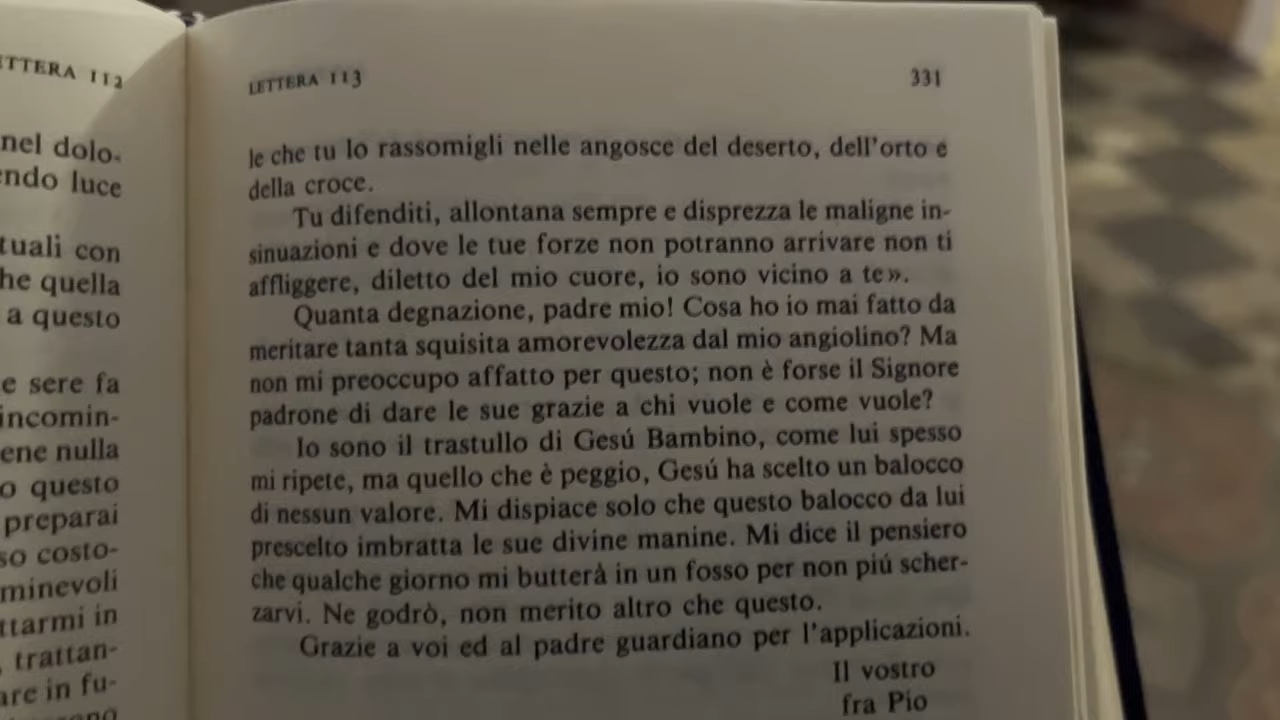 LETTERA 112
nel dolo-
endo luce
tuali con
he quella
a questo
e sere fa
incomin-
ene nulla
o questo
preparai
so costo-
minevoli
ttarmi in
trattan-
are in fu-
LETTERA 113
331
le che tu lo rassomigli nelle angosce del deserto, dell'orto e
della croce.
Tu difenditi, allontana sempre e disprezza le maligne in-
sinuazioni e dove le tue forze non potranno arrivare non ti
affliggere, diletto del mio cuore, io sono vicino a te».
Quanta degnazione, padre mio! Cosa ho io mai fatto da
meritare tanta squisita amorevolezza dal mio angiolino? Ma
non mi preoccupo affatto per questo; non è forse il Signore
padrone di dare le sue grazie a chi vuole e come vuole?
Io sono il trastullo di Gesú Bambino, come lui spesso
mi ripete, ma quello che è peggio, Gesú ha scelto un balocco
di nessun valore. Mi dispiace solo che questo balocco da lui
prescelto imbratta le sue divine manine. Mi dice il pensiero
che qualche giorno mi butterà in un fosso per non piú scher-
zarvi. Ne godrò, non merito altro che questo.
Grazie a voi ed al padre guardiano per l'applicazioni.
Il vostro
fra Pio